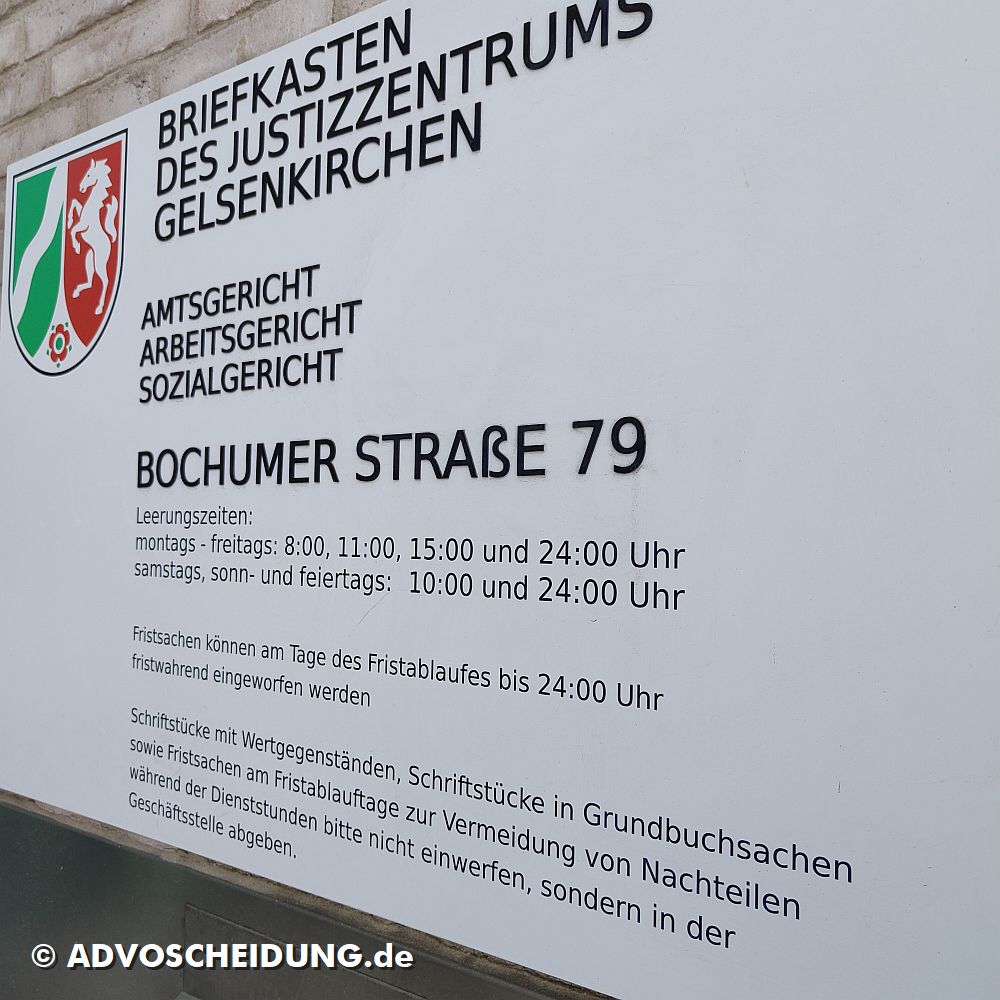 BRIEFKASTEN
DES JUSTIZZENTRUMS
GELSENKIRCHEN
AMTSGERICHT
ARBEITSGERICHT
SOZIALGERICHT
BOCHUMER STRAßE 79
Leerungszeiten:
montags - freitags: 8:00, 11:00, 15:00 und 24:00 Uhr
samstags, sonn- und feiertags: 10:00 und 24:00 Uhr
Fristsachen können am Tage des Fristablaufes bis 24:00 Uhr
fristwahrend eingeworfen werden
Schriftstücke mit Wertgegenständen, Schriftstücke in Grundbuchsachen
sowie Fristsachen am Fristablauftage zur Vermeidung von Nachteilen
während der Dienststunden bitte nicht einwerfen, sondern in der
Geschäftsstelle abgeben.
© ADVOSCHEIDUNG.de